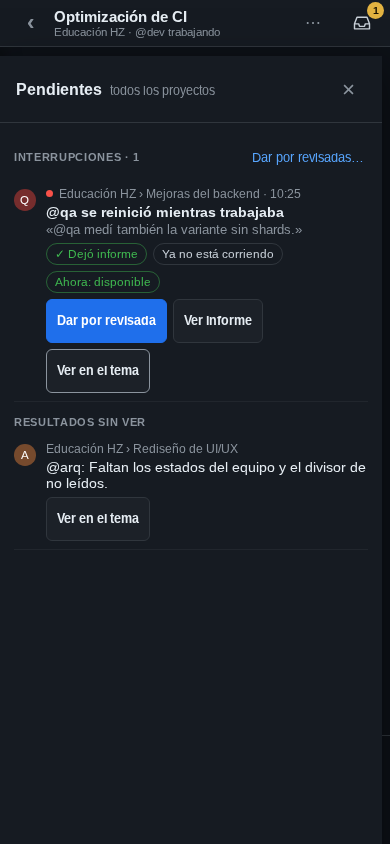 ‹ Optimización de CI
Educación HZ · @dev trabajando
···
1
Pendientes todos los proyectos ×
INTERRUPCIONES · 1 Dar por revisadas...
Q
Educación HZ › Mejoras del backend · 10:25
@qa se reinició mientras trabajaba
«@qa medí también la variante sin shards.»
✓ Dejó informe Ya no está corriendo
Ahora: disponible
Dar por revisada Ver informe
Ver en el tema
RESULTADOS SIN VER
A
Educación HZ › Rediseño de UI/UX
@arq: Faltan los estados del equipo y el divisor de
no leídos.
Ver en el tema